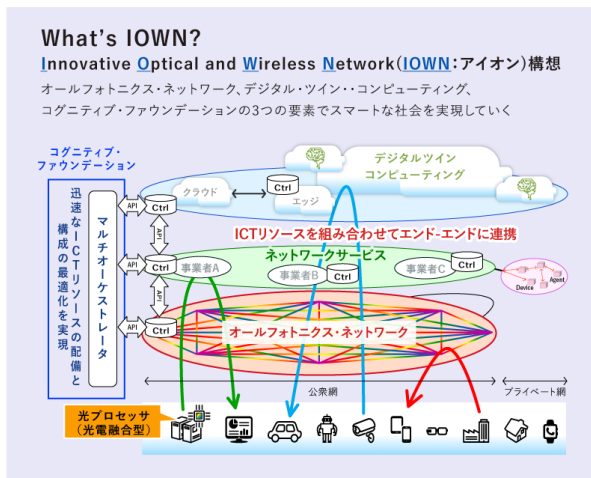 What's IOWN?
Innovative Optical and Wireless Network(IOWN:アイオン)構想
オールフォトニクス・ネットワーク、デジタル・ツイン・・コンピューティング、
コグニティブ・ファウンデーションの3つの要素でスマートな社会を実現していく
コグニティブ・
ファウンデーション
デジタルツイン
コンピューティング
クラウド
Ctrl
エッジ
API
Ctrl
迅速なICTリソースの配備と
構成の最適化を実現
マルチオーケストレータ
API
ICTリソースを組み合わせてエンド-エンドに連携
ネットワークサービス
API
Ctrl
事業者A
事業者B
Ctrl
事業者C
Ctrl
Device
Agent
API
API
Ctrl
オールフォトニクス・ネットワーク
公衆網
プライベート網
光プロセッサ
(光電融合型)